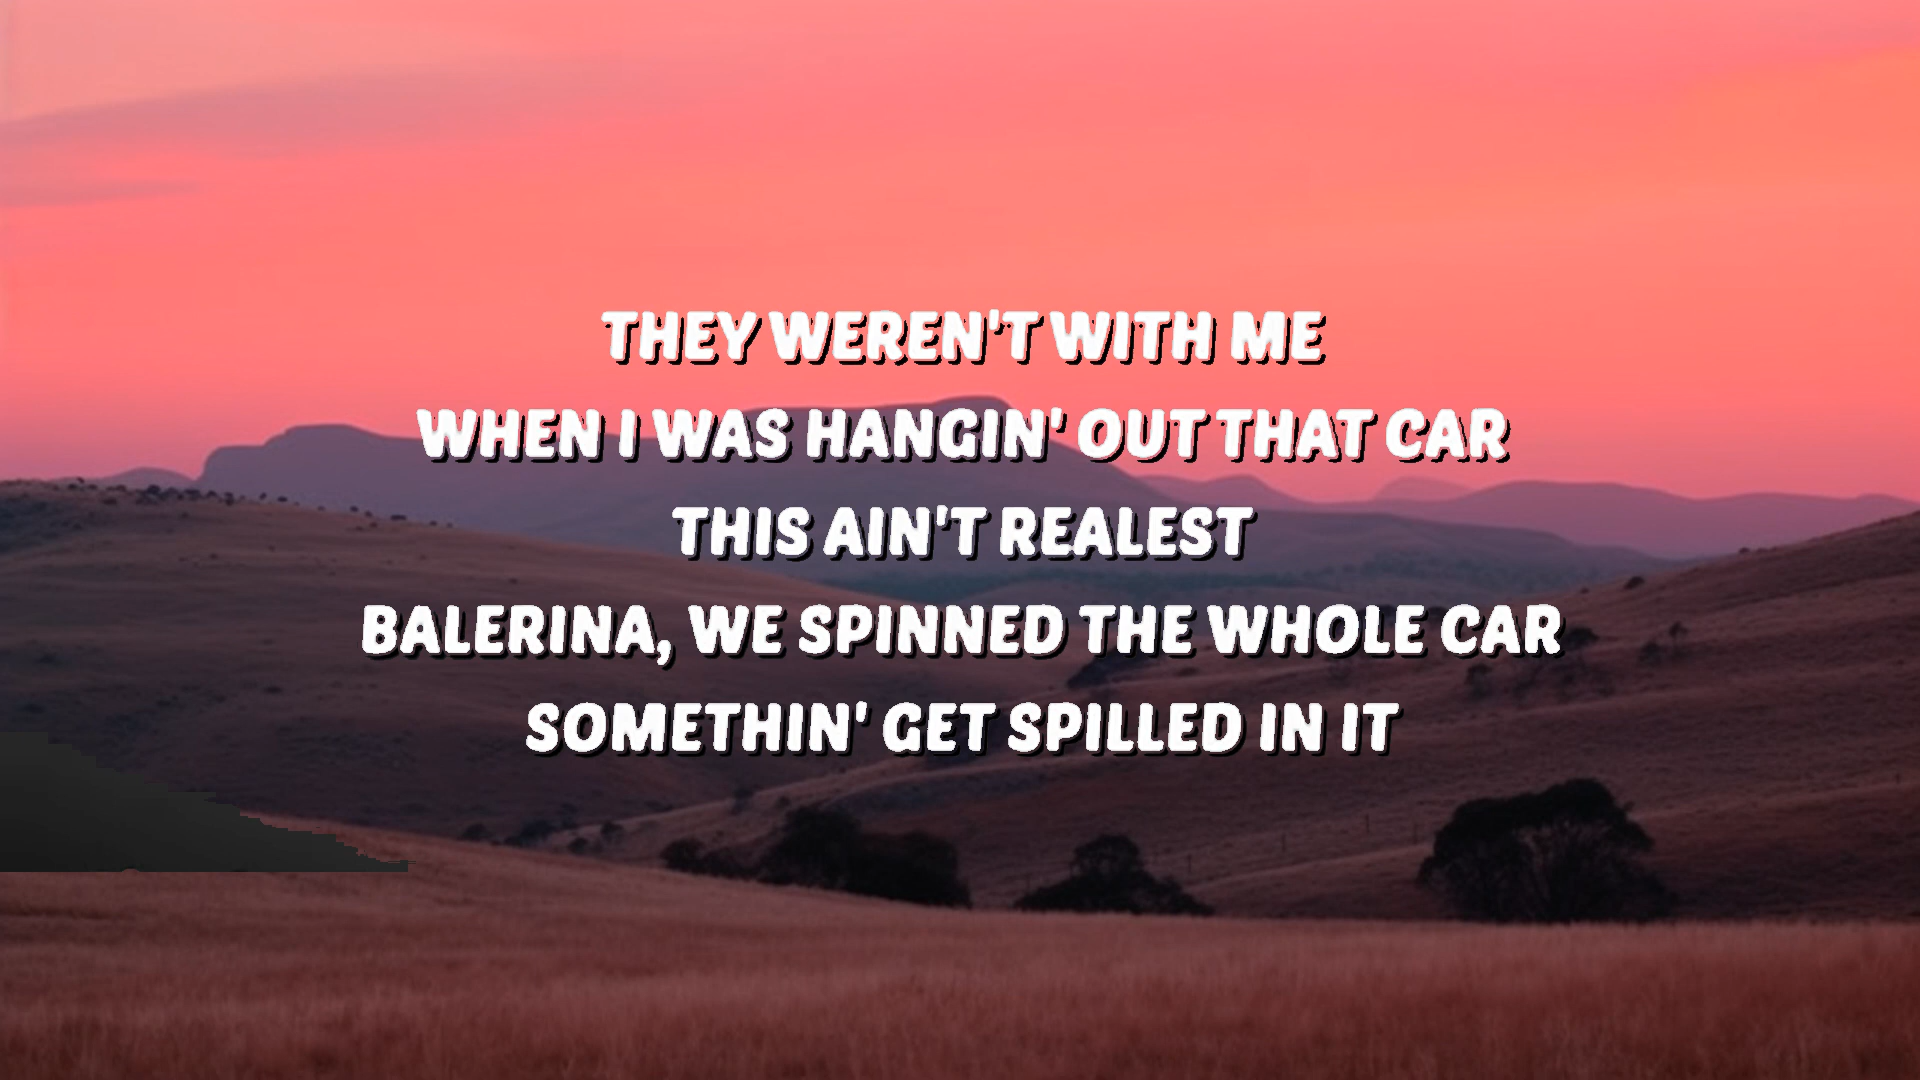 THEY WEREN'T WITH ME
WHEN I WAS HANGIN' OUT THAT CAR
THIS AIN'T REALEST
BALERINA, WE SPINNED THE WHOLE CAR
SOMETHIN' GET SPILLED IN IT